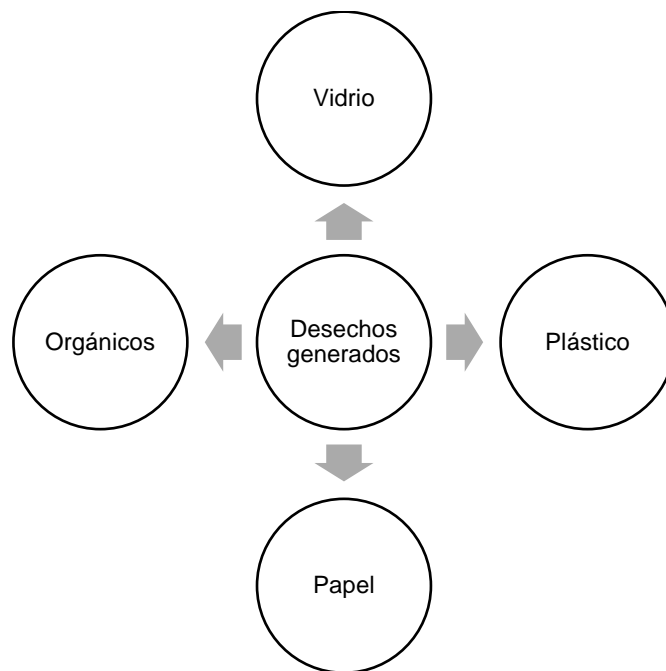 Vidrio
Orgánicos
Desechos
generados
Plástico
Papel